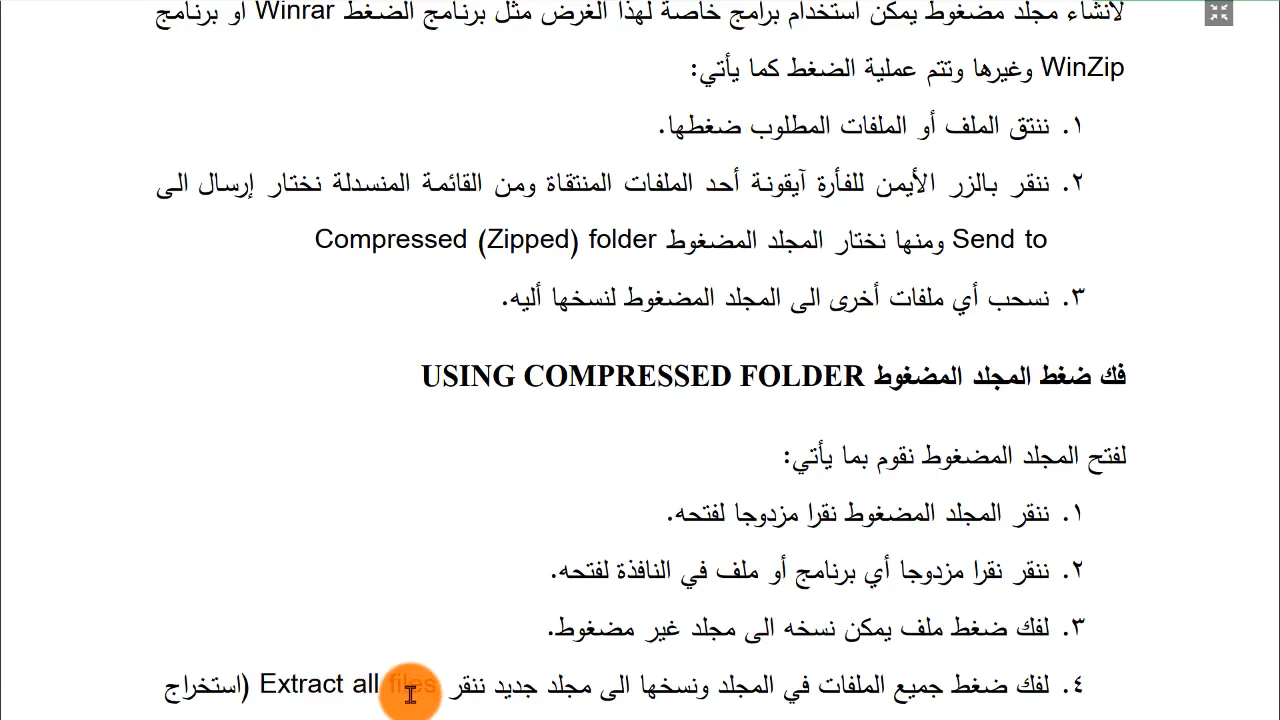 لأنشاء مجلد مضغوط يمكن استخدام برامج خاصة لهذا الغرض مثل برنامج الضغط Winrar او برنامج
WinZip وغيرها وتتم عملية الضغط كما يأتي:
١. ننتق الملف أو الملفات المطلوب ضغطها.
٢. ننقر بالزر الأيمن للفأرة آيقونة أحد الملفات المنتقاة ومن القائمة المنسدلة نختار إرسال الى
Send to ومنها نختار المجلد المضغوط Compressed (Zipped) folder
٣. نسحب أي ملفات أخرى الى المجلد المضغوط لنسخها أليه.
فك ضغط المجلد المضغوط USING COMPRESSED FOLDER
لفتح المجلد المضغوط نقوم بما يأتي:
١. ننقر المجلد المضغوط نقرا مزدوجا لفتحه.
٢. ننقر نقرا مزدوجا أي برنامج أو ملف في النافذة لفتحه.
٣. لفك ضغط ملف يمكن نسخه الى مجلد غير مضغوط.
٤. لفك ضغط جميع الملفات في المجلد ونسخها الى مجلد جديد ننقر Extract all files (استخراج